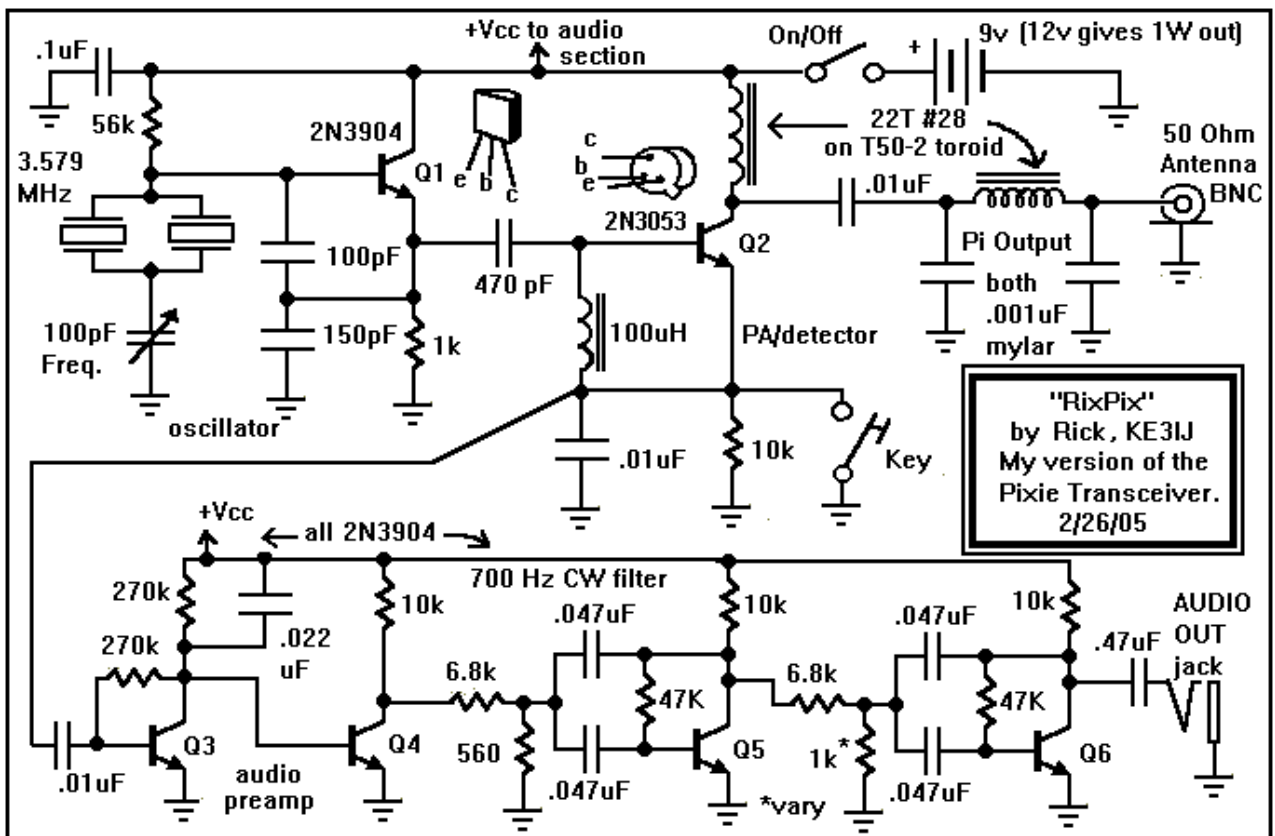 +Vcc to audio
section
On/Off
+
9v (12v gives 1W out)
.1uF
56k
2N3904
Q1
e
b
c
c
b
e
22T #28
on T50-2 toroid
50 Ohm
Antenna
BNC
3.579
MHz
.01uF
2N3053
Q2
Pi Output
both
.001uF
mylar
100pF
470 pF
100pF
Freq.
150pF
1k
100uH
PA/detector
oscillator
.01uF
10k
Key
"RixPix"
by Rick, KE3IJ
My version of the
Pixie Transceiver.
2/26/05
+Vcc
all 2N3904
270k
10k
700 Hz CW filter
10k
10k
AUDIO
OUT
jack
.022
uF
.047uF
.047uF
.47uF
270k
6.8k
47K
6.8k
47K
Q3
Q4
560
Q5
1k*
Q6
.01uF
audio
preamp
.047uF
*vary
.047uF